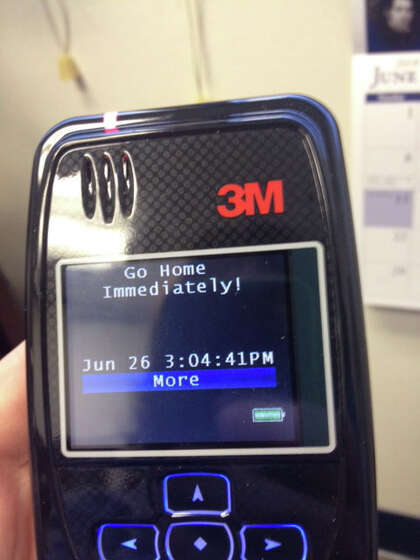 JUNE
3M
Go Home
Immediately!
Jun 26 3:04:41PM
More